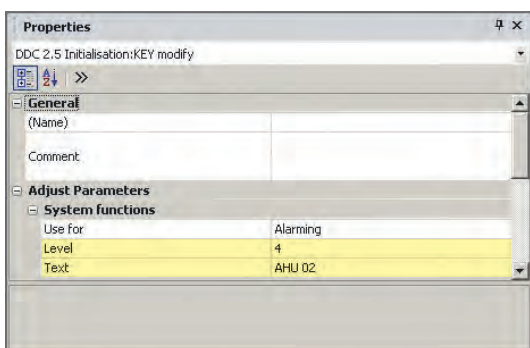 Properties
DDC 2.5 Initialisation:KEY modify
General
(Name)
Comment
Adjust Parameters
System functions
Use for Alarming
Level 4
Text AHU 02